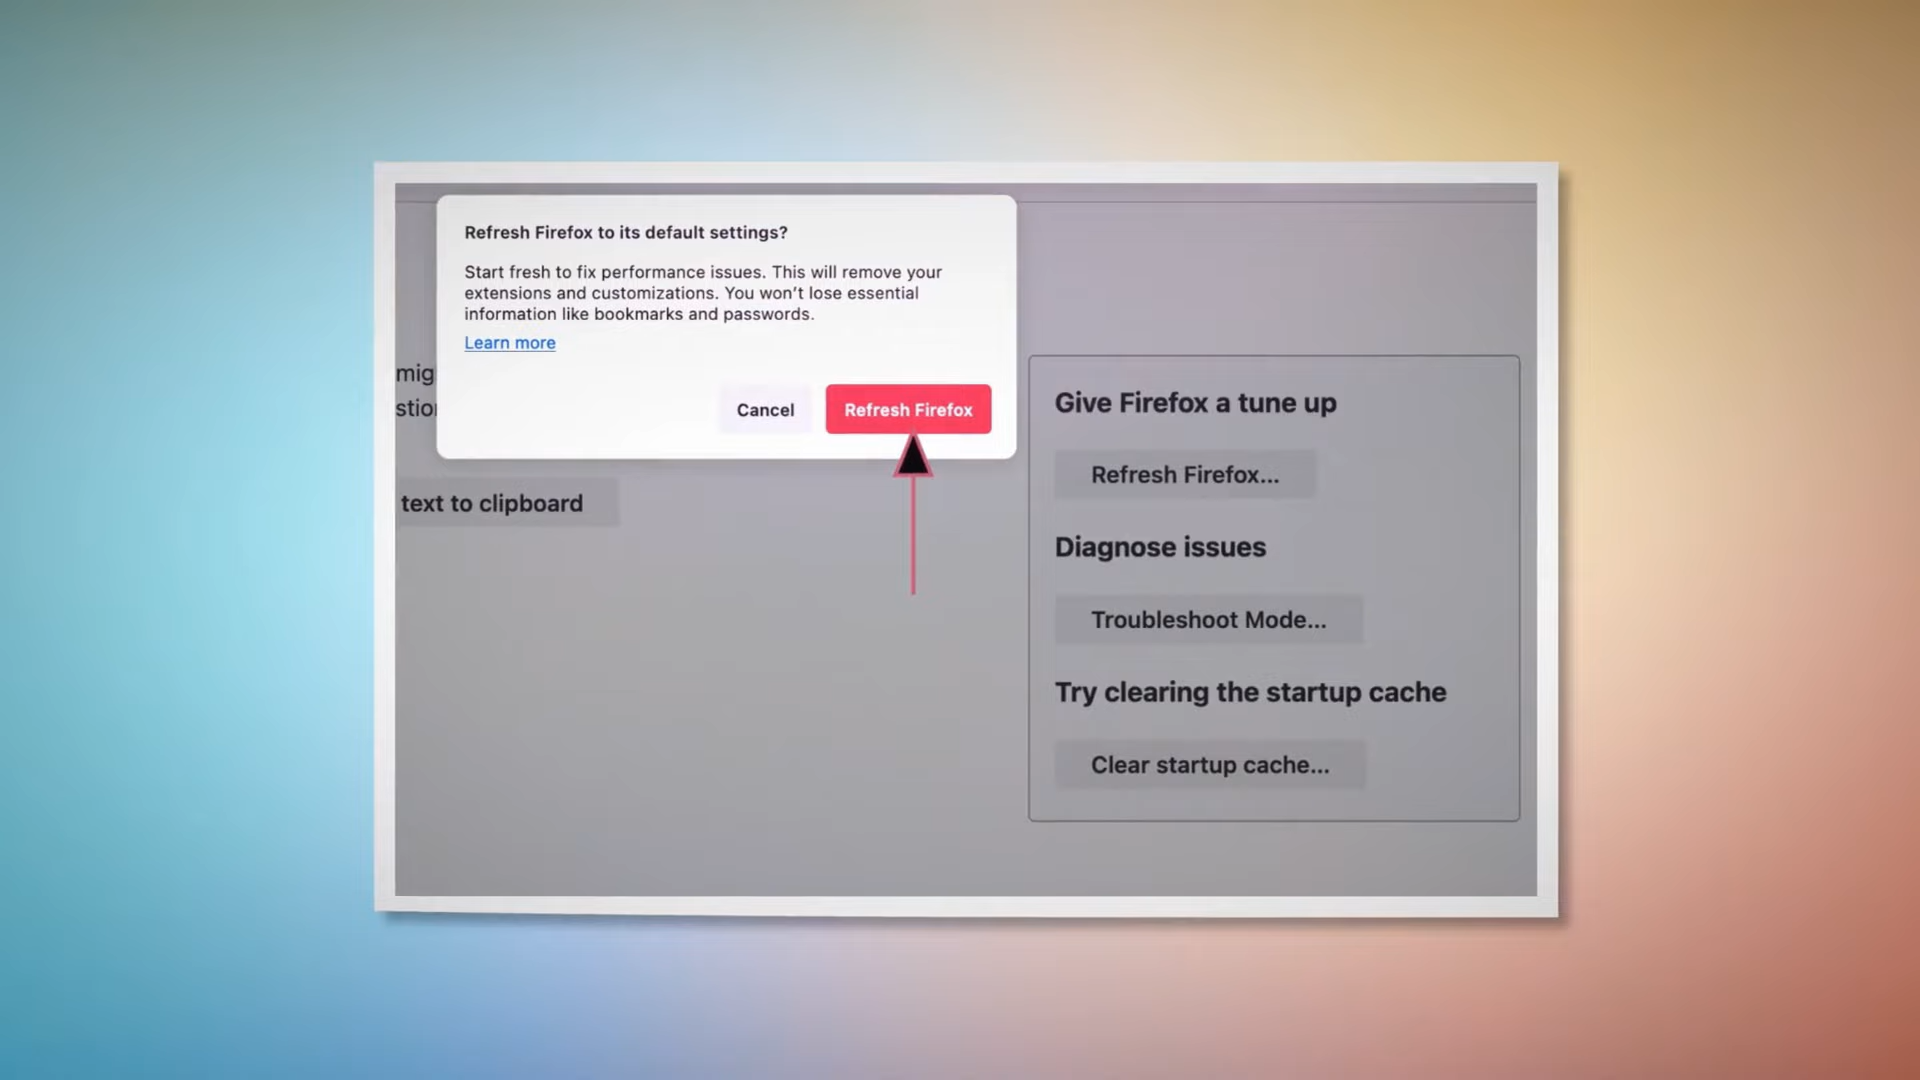 Refresh Firefox to its default settings?
Start fresh to fix performance issues. This will remove your
extensions and customizations. You won't lose essential
information like bookmarks and passwords.
Learn more
Cancel
Refresh Firefox
mig
stion
text to clipboard
Give Firefox a tune up
Refresh Firefox...
Diagnose issues
Troubleshoot Mode...
Try clearing the startup cache
Clear startup cache...